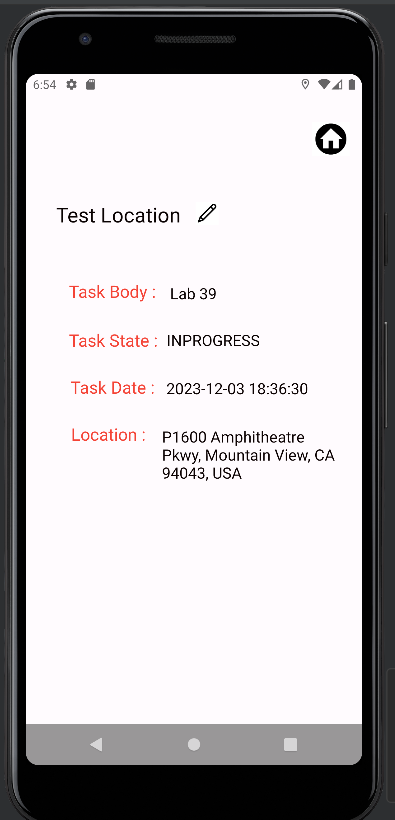 6:54
Test Location
Task Body : Lab 39
Task State : INPROGRESS
Task Date : 2023-12-03 18:36:30
Location : P1600 Amphitheatre
Pkwy, Mountain View, CA
94043, USA